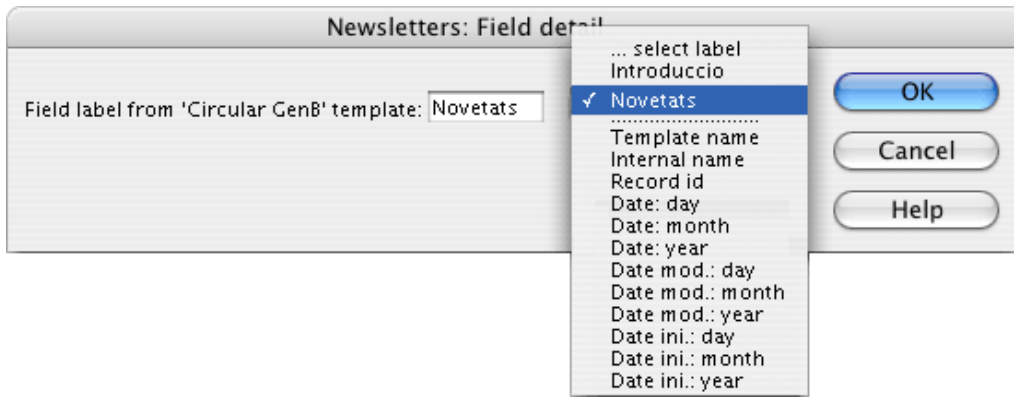 Newsletters: Field detail
Field label from 'Circular GenB' template: Novetats
... select label
Introduccio
✓ Novetats
Template name
Internal name
Record id
Date: day
Date: month
Date: year
Date mod.: day
Date mod.: month
Date mod.: year
Date ini.: day
Date ini.: month
Date ini.: year
OK
Cancel
Help